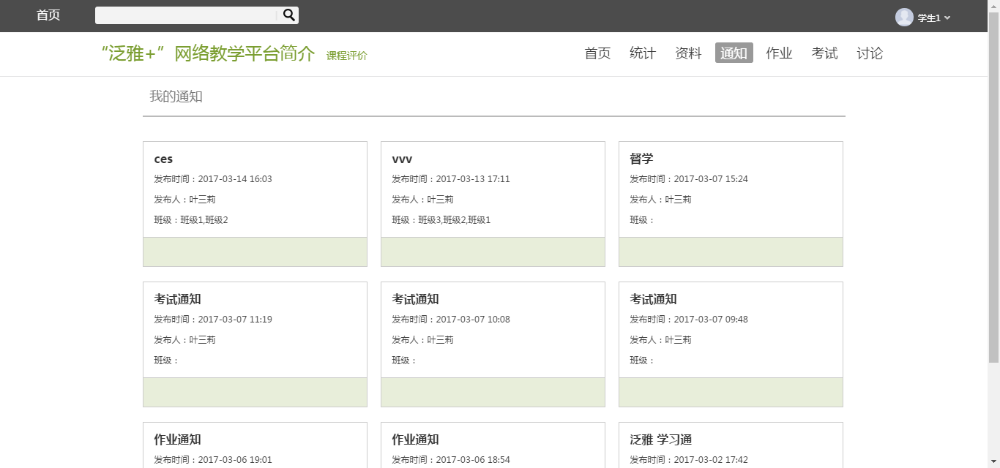 首页
学生1
“泛雅+”网络教学平台简介 课程评价
首页 统计 资料 通知 作业 考试 讨论
我的通知
ces
发布时间：2017-03-14 16:03
发布人：叶三莉
班级：班级1,班级2
vvv
发布时间：2017-03-13 17:11
发布人：叶三莉
班级：班级3,班级2,班级1
督学
发布时间：2017-03-07 15:24
发布人：叶三莉
班级：
考试通知
发布时间：2017-03-07 11:19
发布人：叶三莉
班级：
考试通知
发布时间：2017-03-07 10:08
发布人：叶三莉
班级：
考试通知
发布时间：2017-03-07 09:48
发布人：叶三莉
班级：
作业通知
发布时间：2017-03-06 19:01
作业通知
发布时间：2017-03-06 18:54
泛雅 学习通
发布时间：2017-03-02 17:42